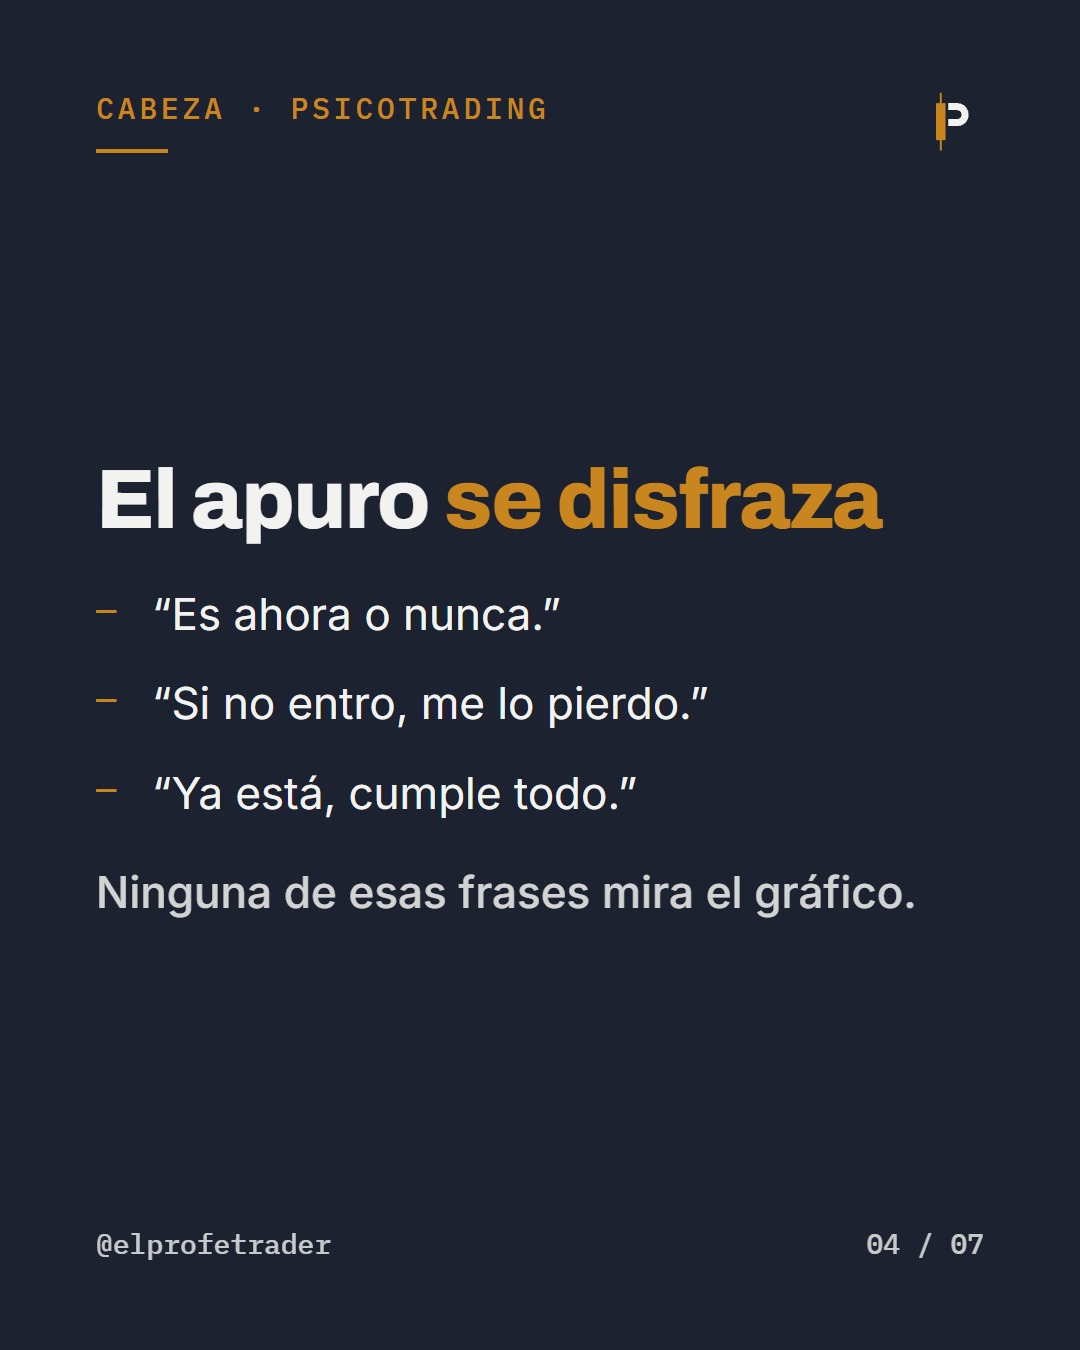 CABEZA · PSICOTRADING
El apuro se disfraza
– “Es ahora o nunca.”
– “Si no entro, me lo pierdo.”
– “Ya está, cumple todo.”
Ninguna de esas frases mira el gráfico.
@elprofetrader
04 / 07